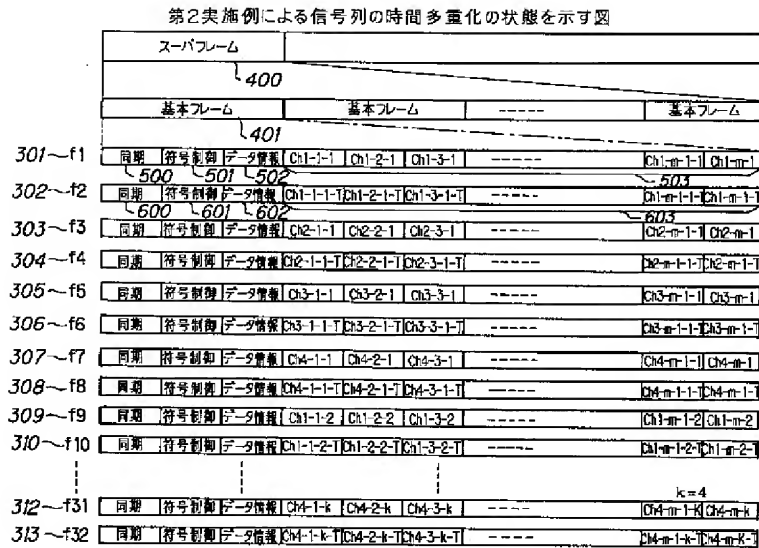 第2実施例による信号列の時間多重化の状態を示す図
スーパフレーム
400
基本フレーム 基本フレーム ----- 基本フレーム
401
301~f1 同期 符号制御 データ情報 Ch1-1-1 Ch1-2-1 Ch1-3-1 Ch1-m-1-1 Ch1-m-1
500 501 502 503
302~f2 同期 符号制御 データ情報 Ch1-1-1-T Ch1-2-1-T Ch1-3-1-T ----- Ch1-m-1-1-T Ch1-m-1-T
600 601 602 603
303~f3 同期 符号制御 データ情報 Ch2-1-1 Ch2-2-1 Ch2-3-1 Ch2-m-1-1 Ch2-m-1
304~f4 同期 符号制御 データ情報 Ch2-1-1-T Ch2-2-1-T Ch2-3-1-T ----- Ch2-m-1-1-T Ch2-m-1-T
305~f5 同期 符号制御 データ情報 Ch3-1-1 Ch3-2-1 Ch3-3-1 ----- Ch3-m-1-1 Ch3-m-1
306~f6 同期 符号制御 データ情報 Ch3-1-1-T Ch3-2-1-T Ch3-3-1-T ----- Ch3-m-1-1-T Ch3-m-1-T
307~f7 同期 符号制御 データ情報 Ch4-1-1 Ch4-2-1 Ch4-3-1 ----- Ch4-m-1-1 Ch4-m-1
308~f8 同期 符号制御 データ情報 Ch4-1-1-T Ch4-2-1-T Ch4-3-1-T ----- Ch4-m-1-1-T Ch4-m-1-T
309~f9 同期 符号制御 データ情報 Ch1-1-2 Ch1-2-2 Ch1-3-2 ----- Ch1-m-1-2 Ch1-m-2
310~f10 同期 符号制御 データ情報 Ch1-1-2-T Ch1-2-2-T Ch1-3-2-T ----- Ch1-m-1-2-T Ch1-m-2-T
k=4
312~f31 同期 符号制御 データ情報 Ch4-1-k Ch4-2-k Ch4-3-k ---- Ch4-m-1-K Ch4-m-k
313~f32 同期 符号制御 データ情報 Ch4-1-k-T Ch4-2-k-T Ch4-3-k-T ----- Ch4-m-1-k-T Ch4-m-K-T